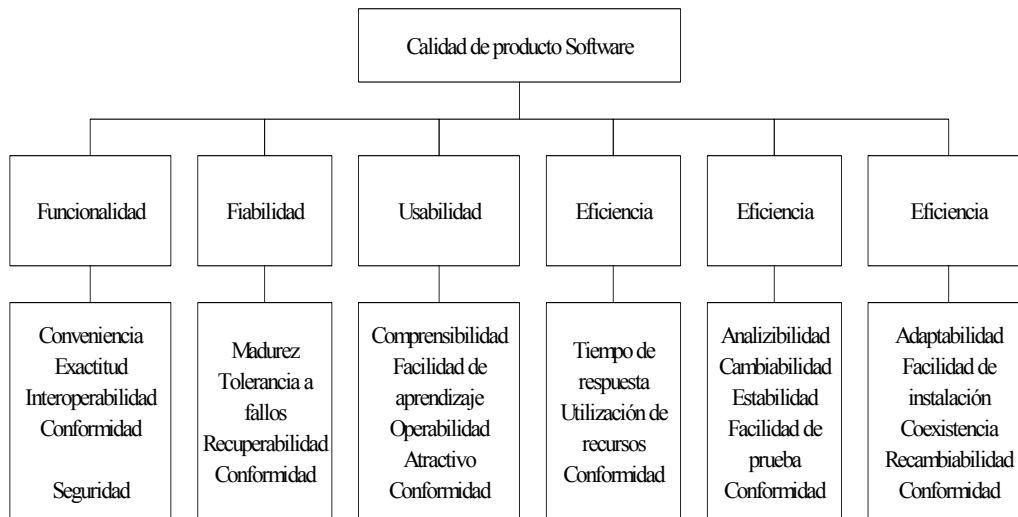 Calidad de producto Software
Funcionalidad
Fiabilidad
Usabilidad
Eficiencia
Eficiencia
Eficiencia
Conveniencia
Exactitud
Interoperabilidad
Conformidad
Seguridad
Madurez
Tolerancia a
fallos
Recuperabilidad
Conformidad
Comprensibilidad
Facilidad de
aprendizaje
Operabilidad
Atractivo
Conformidad
Tiempo de
respuesta
Utilización de
recursos
Conformidad
Analizibilidad
Cambiabilidad
Estabilidad
Facilidad de
prueba
Conformidad
Adaptabilidad
Facilidad de
instalación
Coexistencia
Recambiabilidad
Conformidad